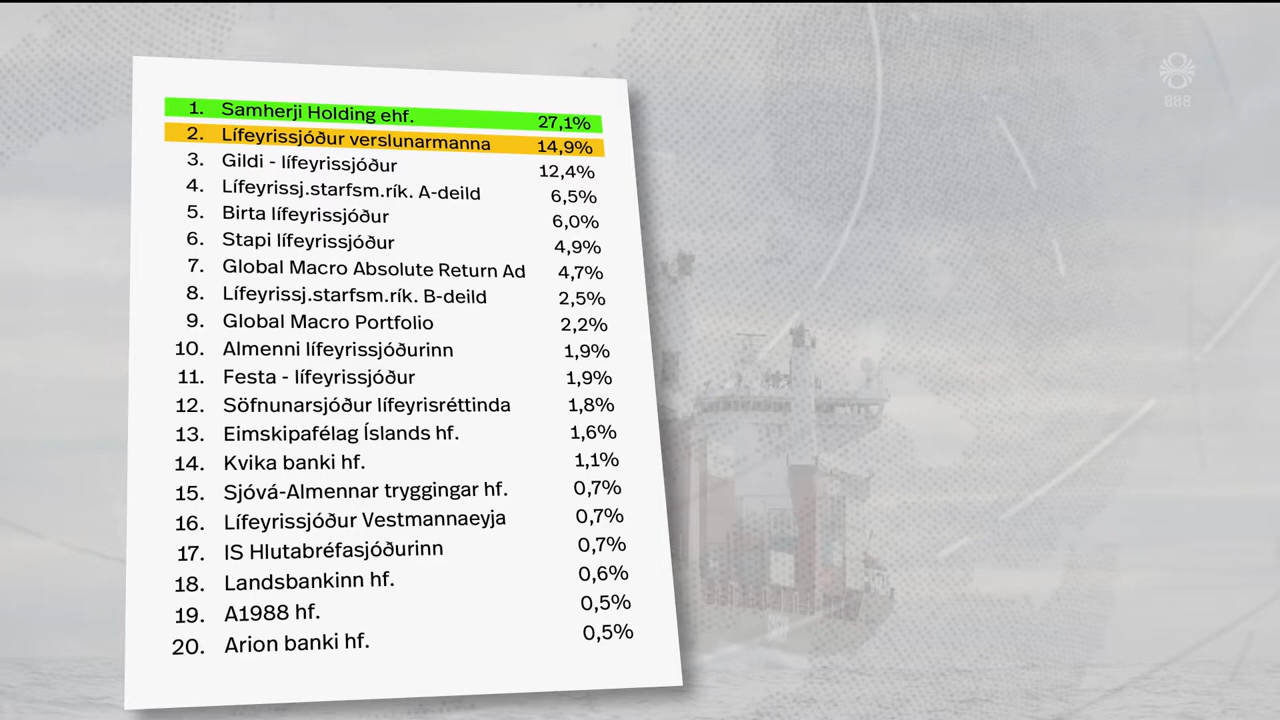 1. Samherji Holding ehf. 27,1%
2. Lífeyrissjóður verslunarmanna 14,9%
3. Gildi - lífeyrissjóður 12,4%
4. Lífeyrissj.starfsm.rík. A-deild 6,5%
5. Birta lífeyrissjóður 6,0%
6. Stapi lífeyrissjóður 4,9%
7. Global Macro Absolute Return Ad 4,7%
8. Lífeyrissj.starfsm.rík. B-deild 2,5%
9. Global Macro Portfolio 2,2%
10. Almenni lífeyrissjóðurinn 1,9%
11. Festa - lífeyrissjóður 1,9%
12. Söfnunarsjóður lífeyrisréttinda 1,8%
13. Eimskipafélag Íslands hf. 1,6%
14. Kvika banki hf. 1,1%
15. Sjóvá-Almennar tryggingar hf. 0,7%
16. Lífeyrissjóður Vestmannaeyja 0,7%
17. IS Hlutabréfasjóðurinn 0,7%
18. Landsbankinn hf. 0,6%
19. A1988 hf. 0,5%
20. Arion banki hf. 0,5%
888